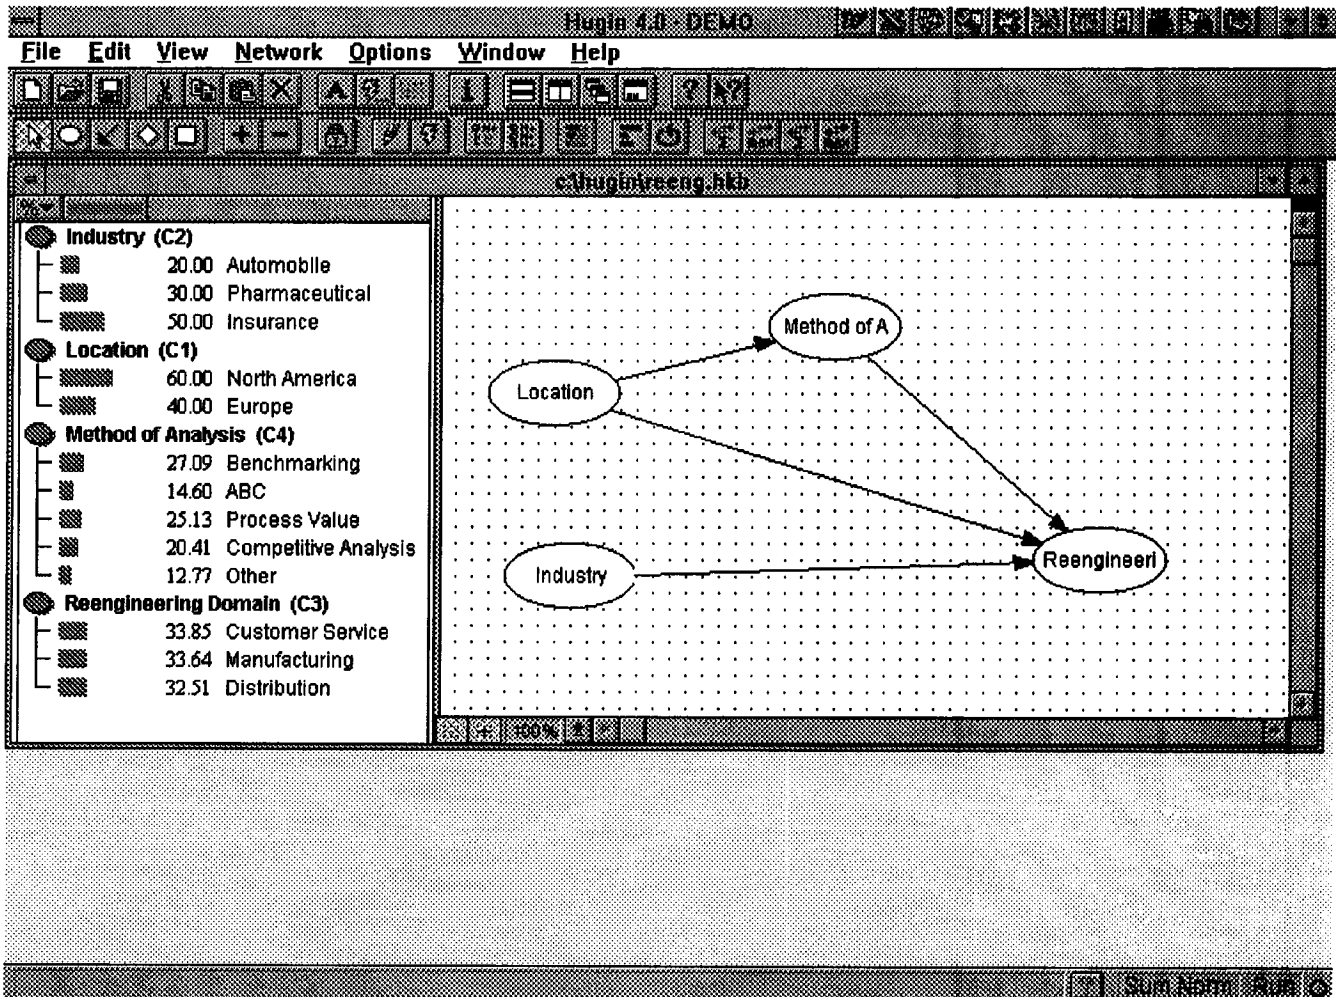 Hugin 4.0 - DEMO
File Edit View Network Options Window Help
c:\hugin\reeng.hkb
%
Industry (C2)
20.00 Automobile
30.00 Pharmaceutical
50.00 Insurance
Location (C1)
60.00 North America
40.00 Europe
Method of Analysis (C4)
27.09 Benchmarking
14.60 ABC
25.13 Process Value
20.41 Competitive Analysis
12.77 Other
Reengineering Domain (C3)
33.85 Customer Service
33.64 Manufacturing
32.51 Distribution
Method of A
Location
Industry
Reengineeri
100%
Sum Norm Run